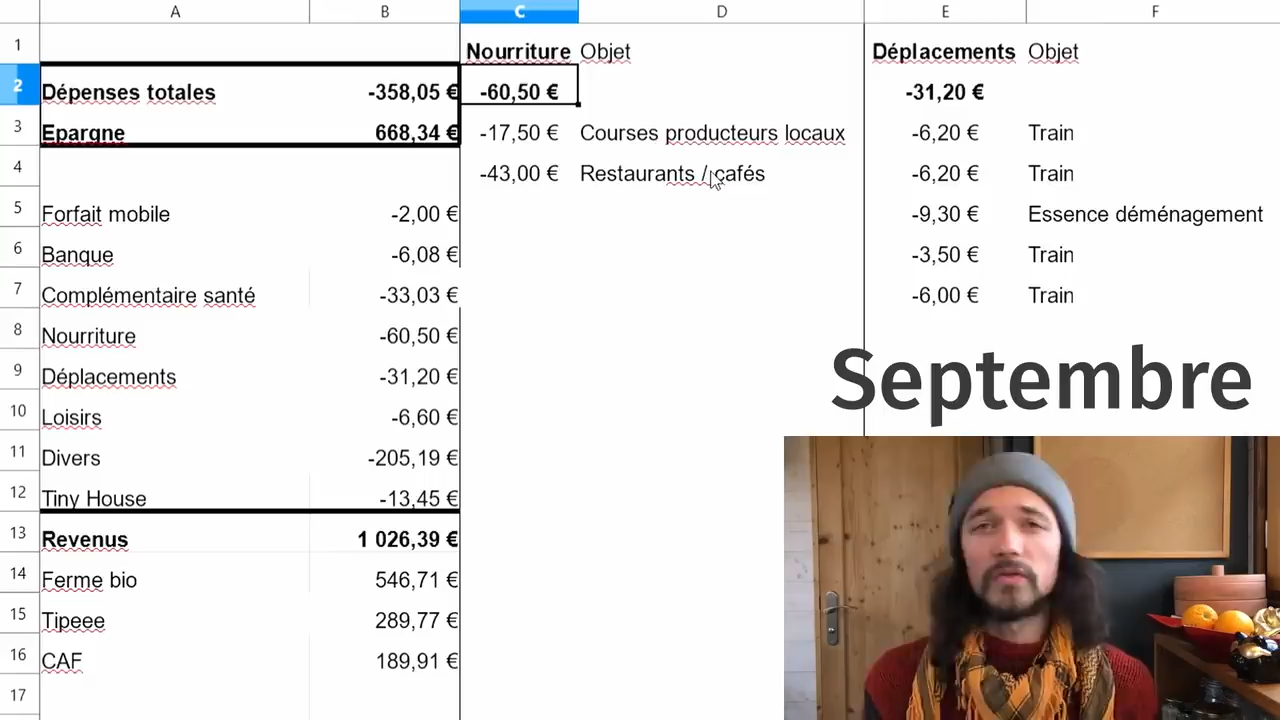 A B C D E F
1 Nourriture Objet Déplacements Objet
2 Dépenses totales -358,05 € -60,50 € -31,20 €
3 Epargne 668,34 € -17,50 € Courses producteurs locaux -6,20 € Train
4 -43,00 € Restaurants / cafés -6,20 € Train
5 Forfait mobile -2,00 € -9,30 € Essence déménagement
6 Banque -6,08 € -3,50 € Train
7 Complémentaire santé -33,03 € -6,00 € Train
8 Nourriture -60,50 €
9 Déplacements -31,20 €
10 Loisirs -6,60 €
11 Divers -205,19 €
12 Tiny House -13,45 €
13 Revenus 1 026,39 €
14 Ferme bio 546,71 €
15 Tipeee 289,77 €
16 CAF 189,91 €
17
Septembre